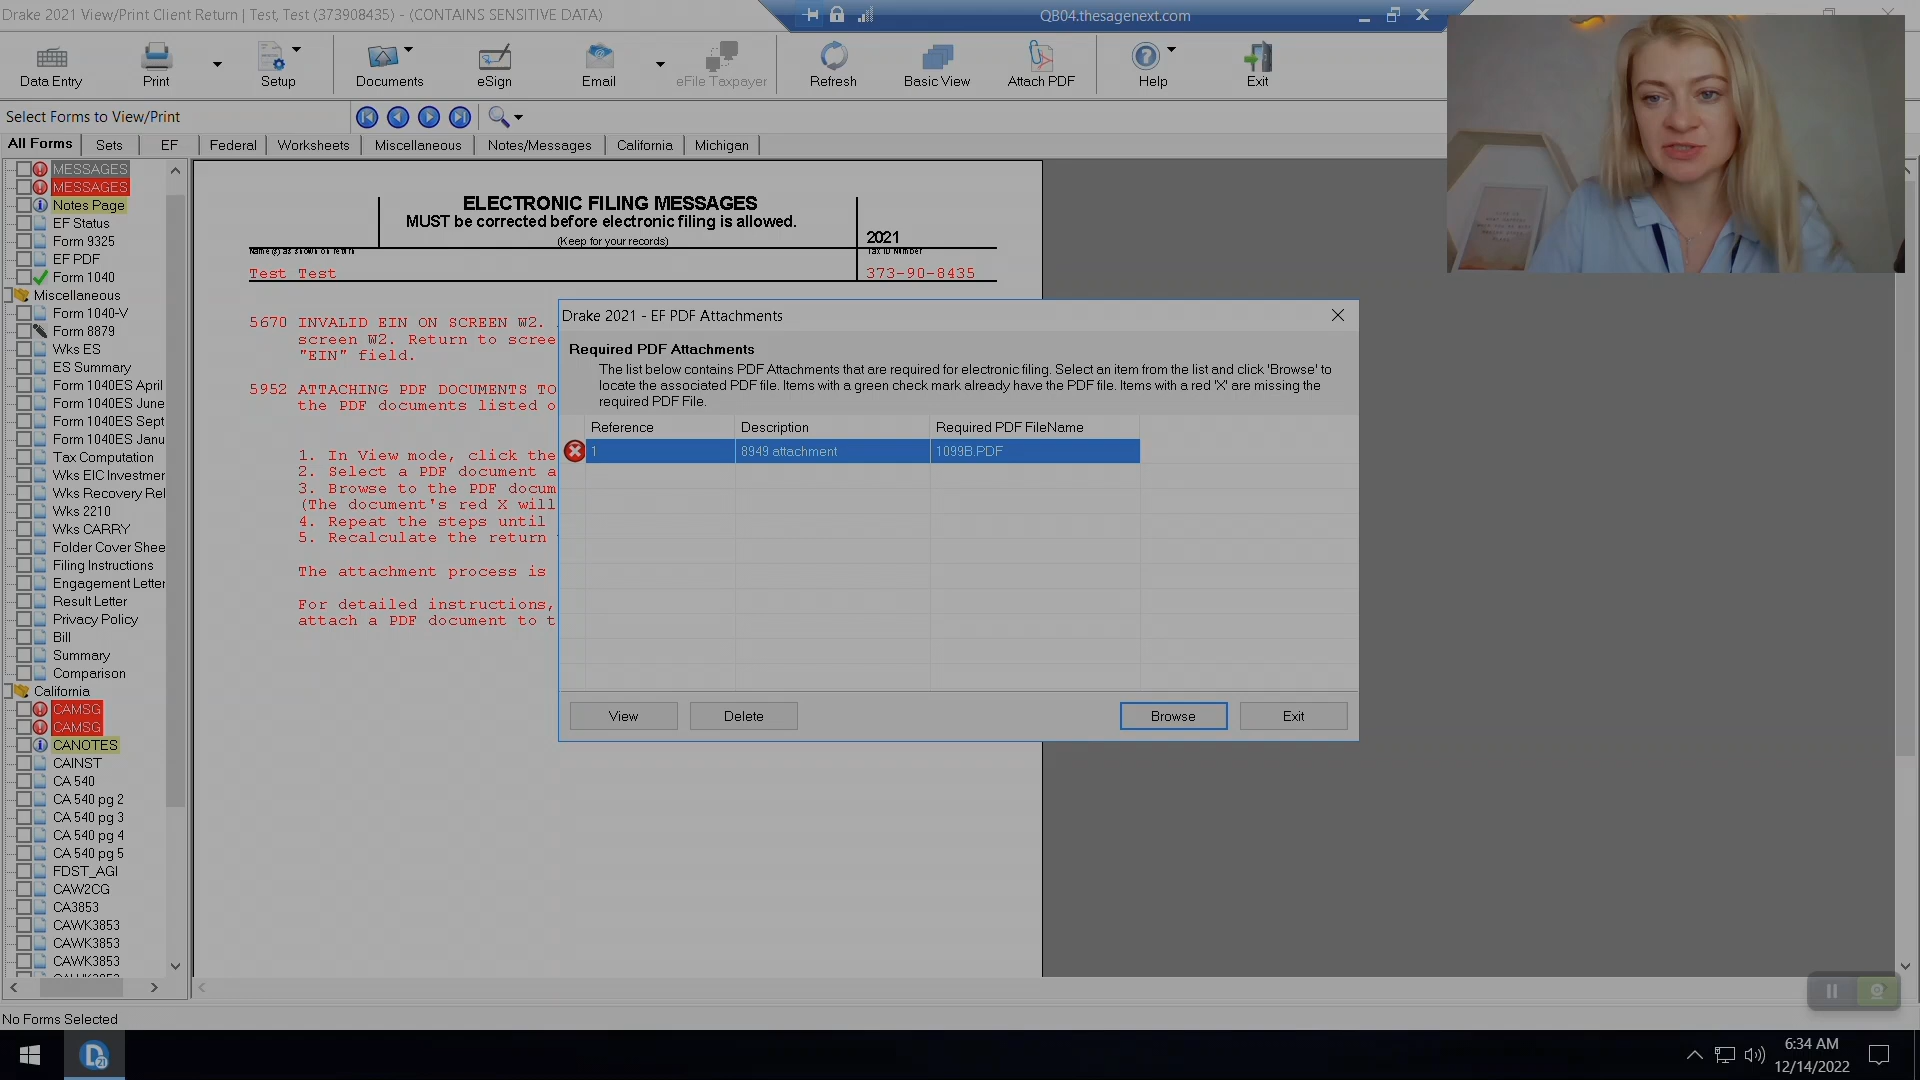 Drake 2021 View/Print Client Return | Test, Test (373908435) - (CONTAINS SENSITIVE DATA)
QB04.thesagenext.com
Data Entry
Print
Setup
Documents
eSign
Email
eFile Taxpayer
Refresh
Basic View
Attach PDF
Help
Exit
Select Forms to View/Print
All Forms
Sets
EF
Federal
Worksheets
Miscellaneous
Notes/Messages
California
Michigan
MESSAGES
MESSAGES
Notes Page
EF Status
Form 9325
EF PDF
Form 1040
Miscellaneous
Form 1040-V
Form 8879
Wks ES
ES Summary
Form 1040ES April
Form 1040ES June
Form 1040ES Sept
Form 1040ES Janu
Tax Computation
Wks EIC Investmer
Wks Recovery Rel
Wks 2210
Wks CARRY
Folder Cover Shee
Filing Instructions
Engagement Letter
Result Letter
Privacy Policy
Bill
Summary
Comparison
California
CAMSG
CAMSG
CANOTES
CAINST
CA 540
CA 540 pg 2
CA 540 pg 3
CA 540 pg 4
CA 540 pg 5
FDST_AGI
CAW2CG
CA3853
CAWK3853
CAWK3853
CAWK3853
ELECTRONIC FILING MESSAGES
MUST be corrected before electronic filing is allowed.
(Keep for your records)
2021
Name(s) as shown on return
Tax ID Number
Test Test
373-90-8435
5670 INVALID EIN ON SCREEN W2.
screen W2. Return to scree
"EIN" field.
5952 ATTACHING PDF DOCUMENTS TO
the PDF documents listed o
1. In View mode, click the
2. Select a PDF document a
3. Browse to the PDF docum
(The document's red X will
4. Repeat the steps until
5. Recalculate the return
The attachment process is
For detailed instructions,
attach a PDF document to t
Drake 2021 - EF PDF Attachments
Required PDF Attachments
The list below contains PDF Attachments that are required for electronic filing. Select an item from the list and click 'Browse' to
locate the associated PDF file. Items with a green check mark already have the PDF file. Items with a red 'X' are missing the
required PDF File.
Reference
Description
Required PDF FileName
1
8949 attachment
1099B.PDF
View
Delete
Browse
Exit
No Forms Selected
6:34 AM
12/14/2022